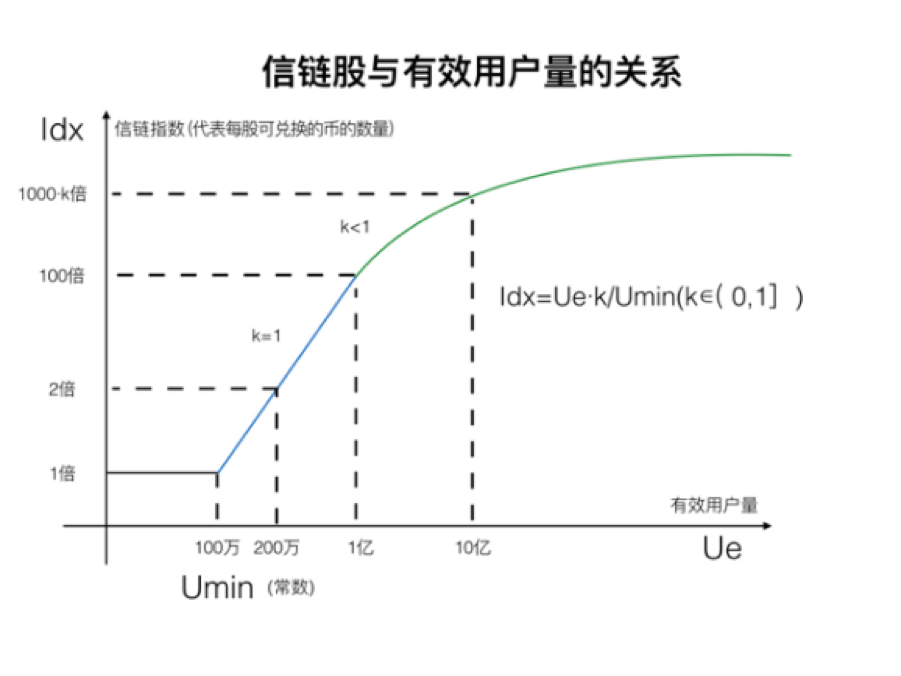 信链股与有效用户量的关系
Idx
信链指数(代表每股可兑换的币的数量)
1000·k倍
k<1
100倍
Idx=Ue·k/Umin(k∈( 0,1］ )
k=1
2倍
1倍
有效用户量
100万 200万 1亿 10亿
Ue
Umin (常数)